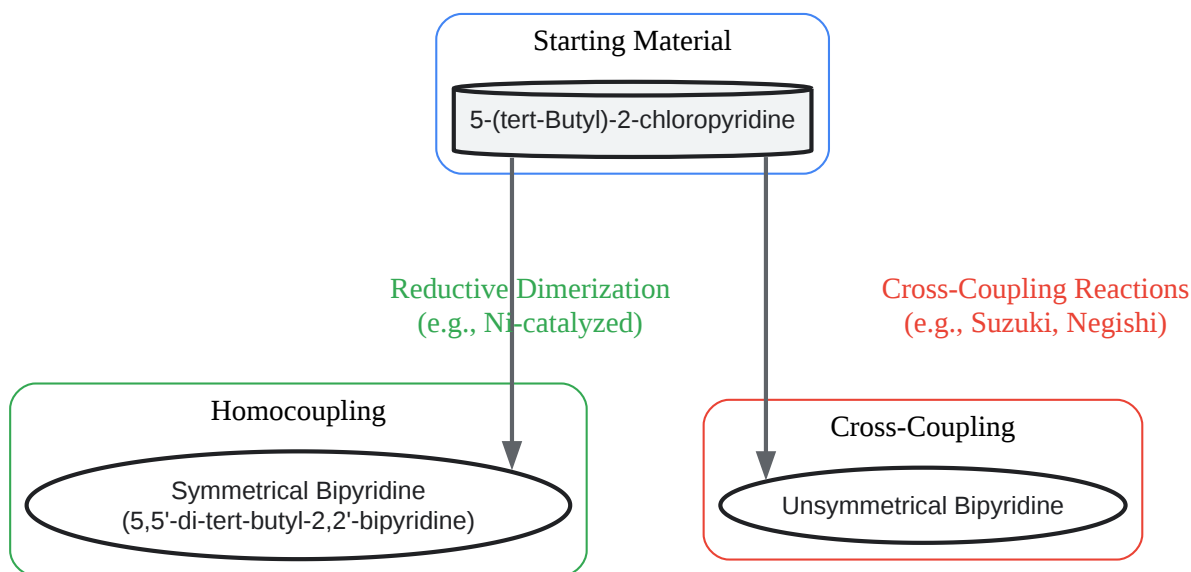 Starting Material
5-(tert-Butyl)-2-chloropyridine
Reductive Dimerization
(e.g., Ni-catalyzed)
Cross-Coupling Reactions
(e.g., Suzuki, Negishi)
Homocoupling
Symmetrical Bipyridine
(5,5'-di-tert-butyl-2,2'-bipyridine)
Cross-Coupling
Unsymmetrical Bipyridine